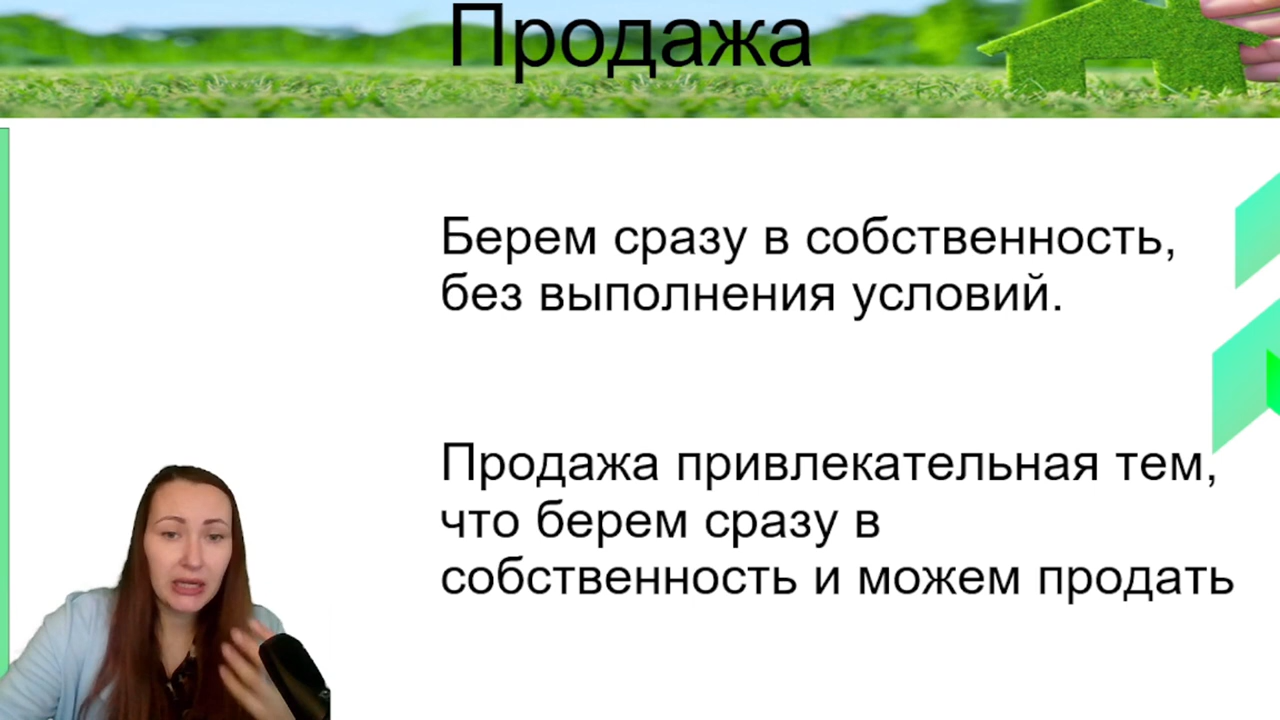 Продажа
Берем сразу в собственность,
без выполнения условий.
Продажа привлекательная тем,
что берем сразу в
собственность и можем продать